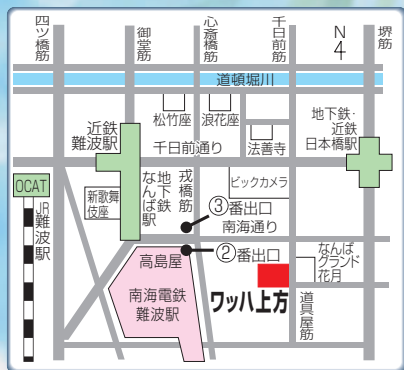 四ツ橋筋
御堂筋
心斎橋筋
千日前筋
N
4
堺筋
道頓堀川
松竹座
浪花座
法善寺
地下鉄・
近鉄
日本橋駅
近鉄
難波駅
千日前通り
OCAT
JR難波駅
新歌舞
伎座
地下鉄
なんば駅
戎橋筋
ビックカメラ
③番出口
南海通り
②番出口
高島屋
南海電鉄
難波駅
ワッハ上方
なんば
グランド
花月
道具屋筋